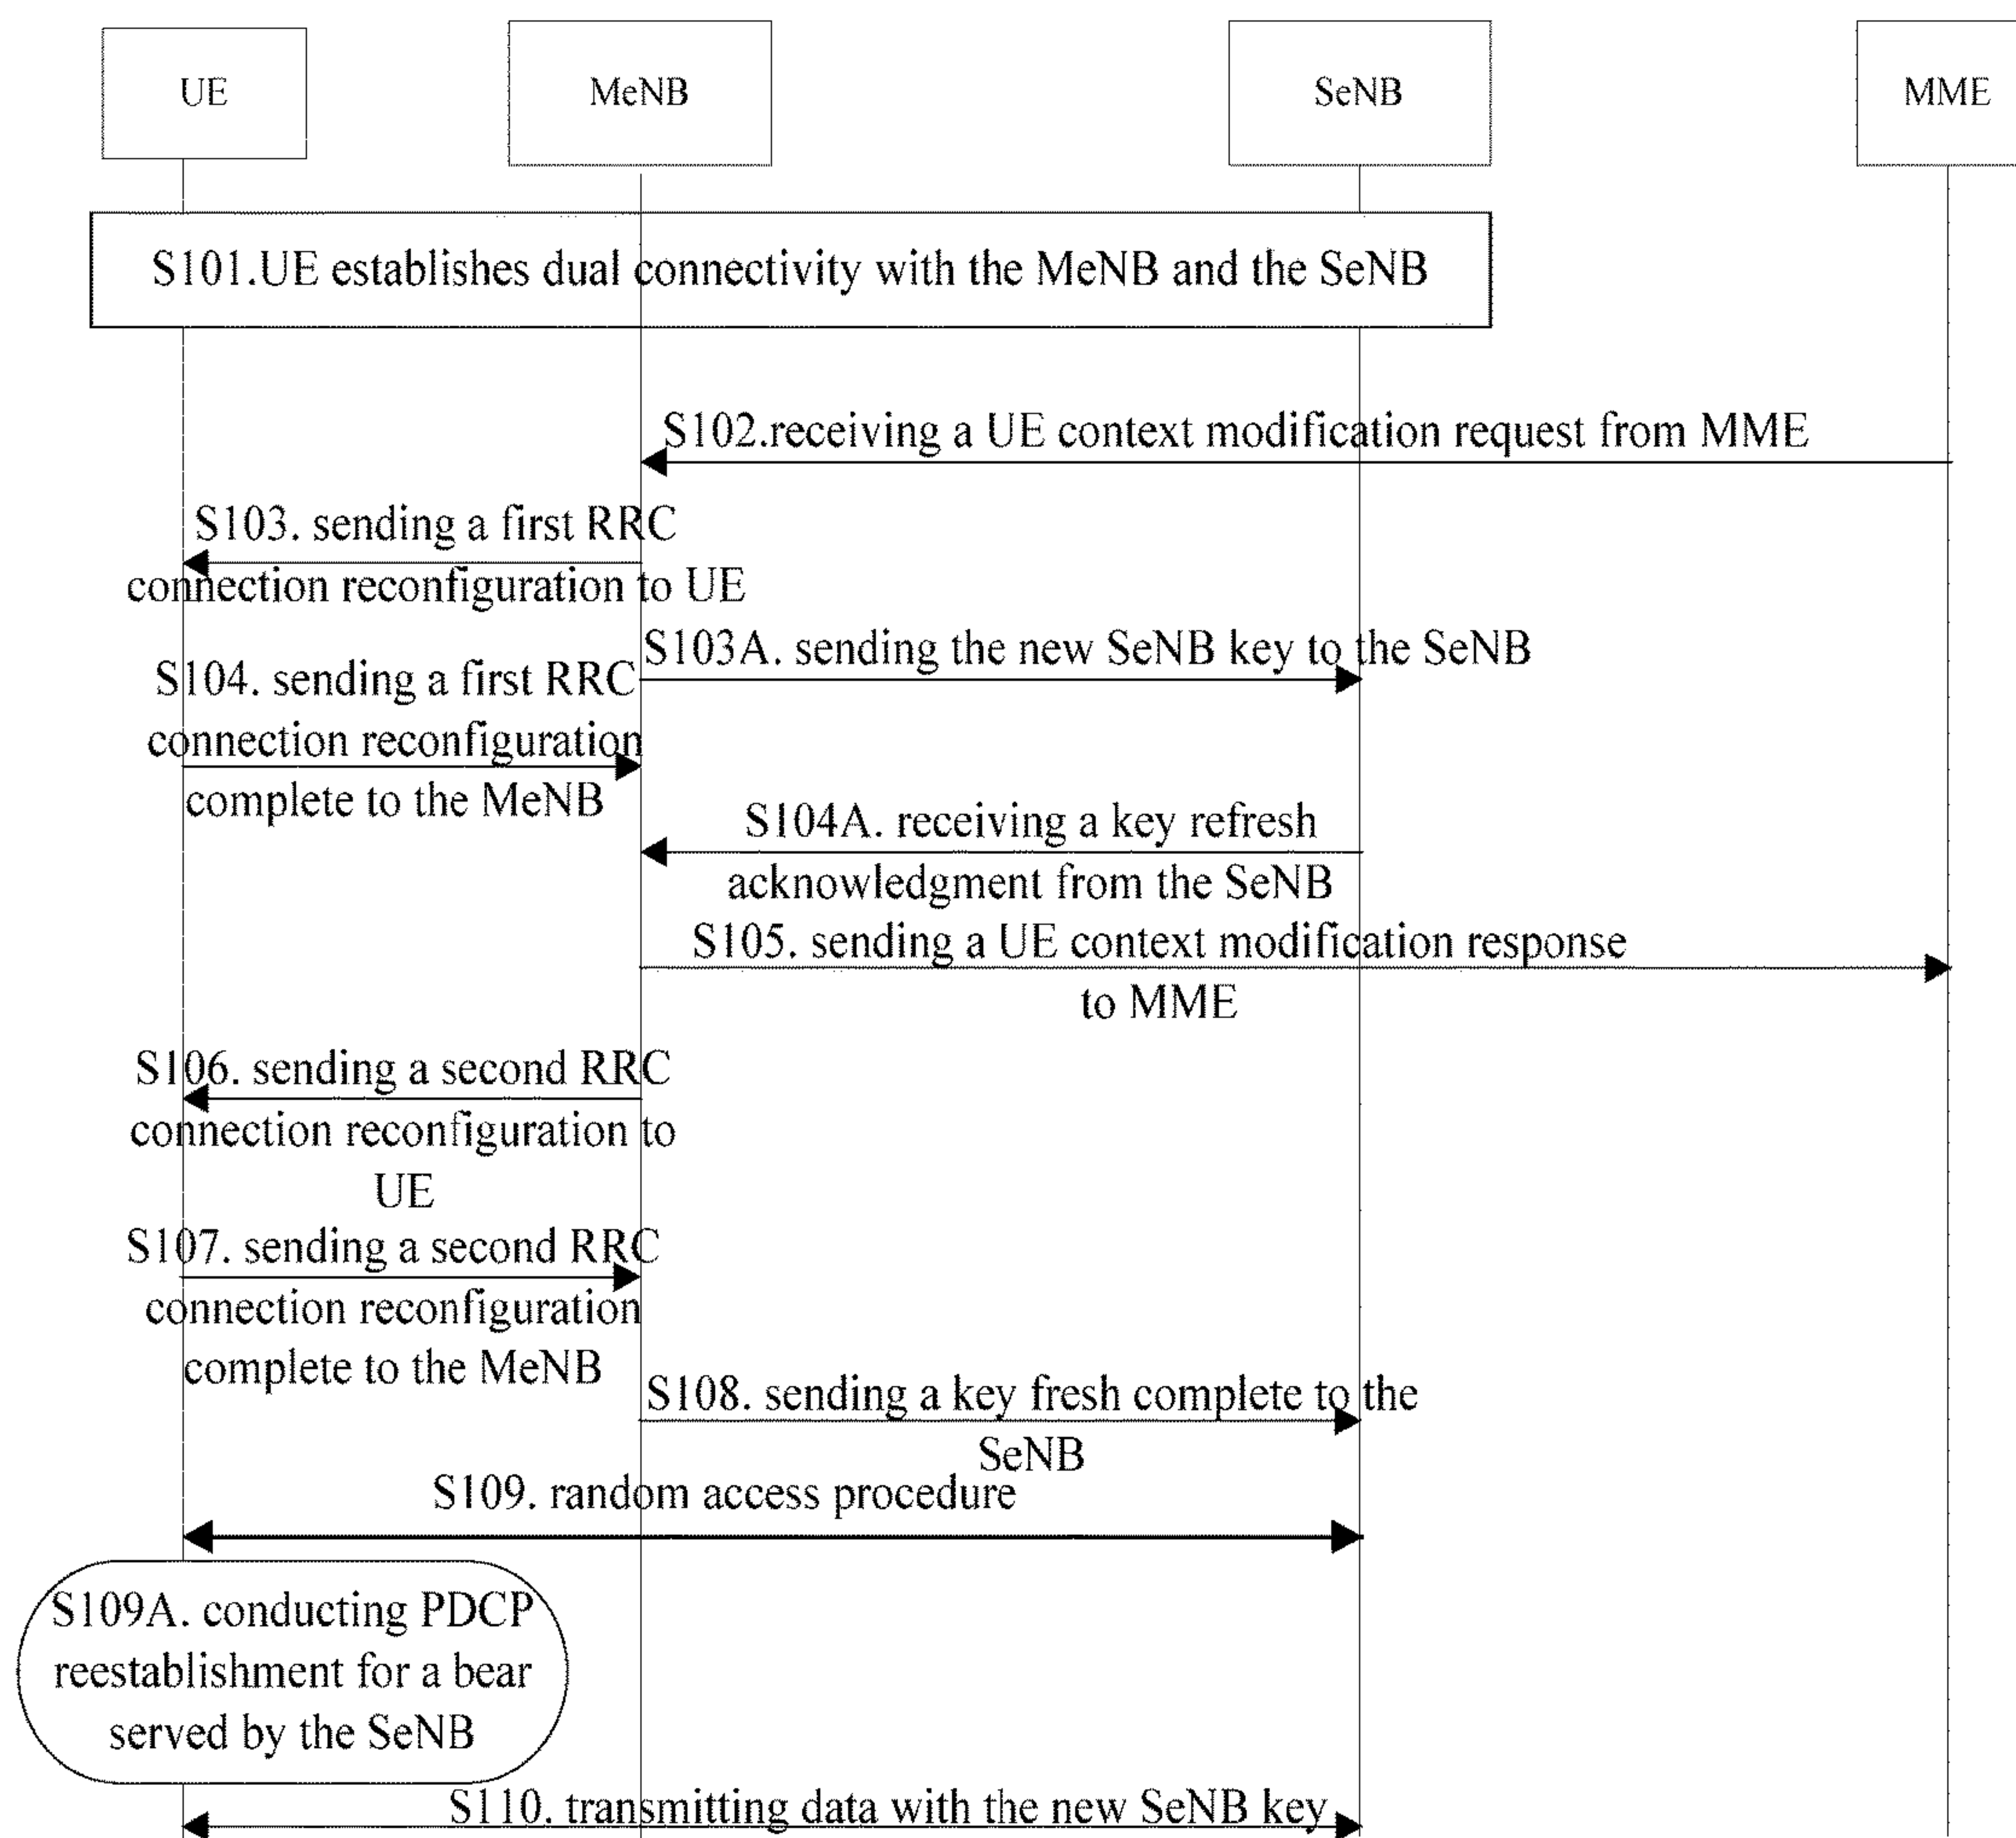 UE
MeNB
SeNB
MME
S101.UE establishes dual connectivity with the MeNB and the SeNB
S102.receiving a UE context modification request from MME
S103. sending a first RRC
connection reconfiguration to UE
S103A. sending the new SeNB key to the SeNB
S104. sending a first RRC
connection reconfiguration
complete to the MeNB
S104A. receiving a key refresh
acknowledgment from the SeNB
S105. sending a UE context modification response
to MME
S106. sending a second RRC
connection reconfiguration to
UE
S107. sending a second RRC
connection reconfiguration
complete to the MeNB
S108. sending a key fresh complete to the
SeNB
S109. random access procedure
S109A. conducting PDCP
reestablishment for a bear
served by the SeNB
S110. transmitting data with the new SeNB key